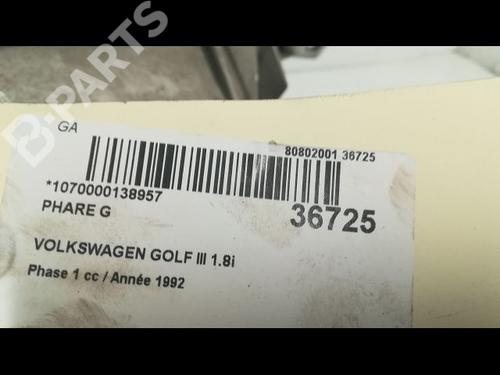 B-PARTS
GA
80802001 36725
*1070000138957
36725
PHARE G
VOLKSWAGEN GOLF III 1.8i
Phase 1 cc / Année 1992